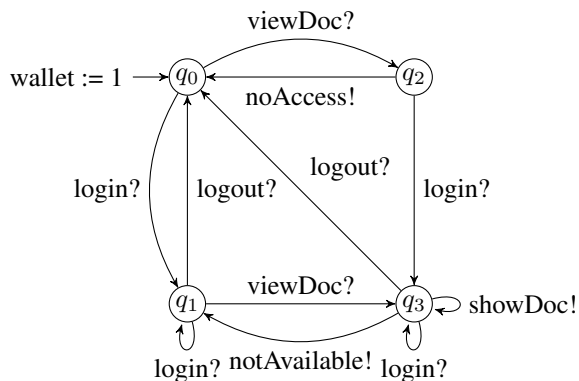 viewDoc?
wallet := 1
q0
q2
noAccess!
login?
logout?
logout?
login?
viewDoc?
q1
q3
showDoc!
login?
notAvailable!
login?